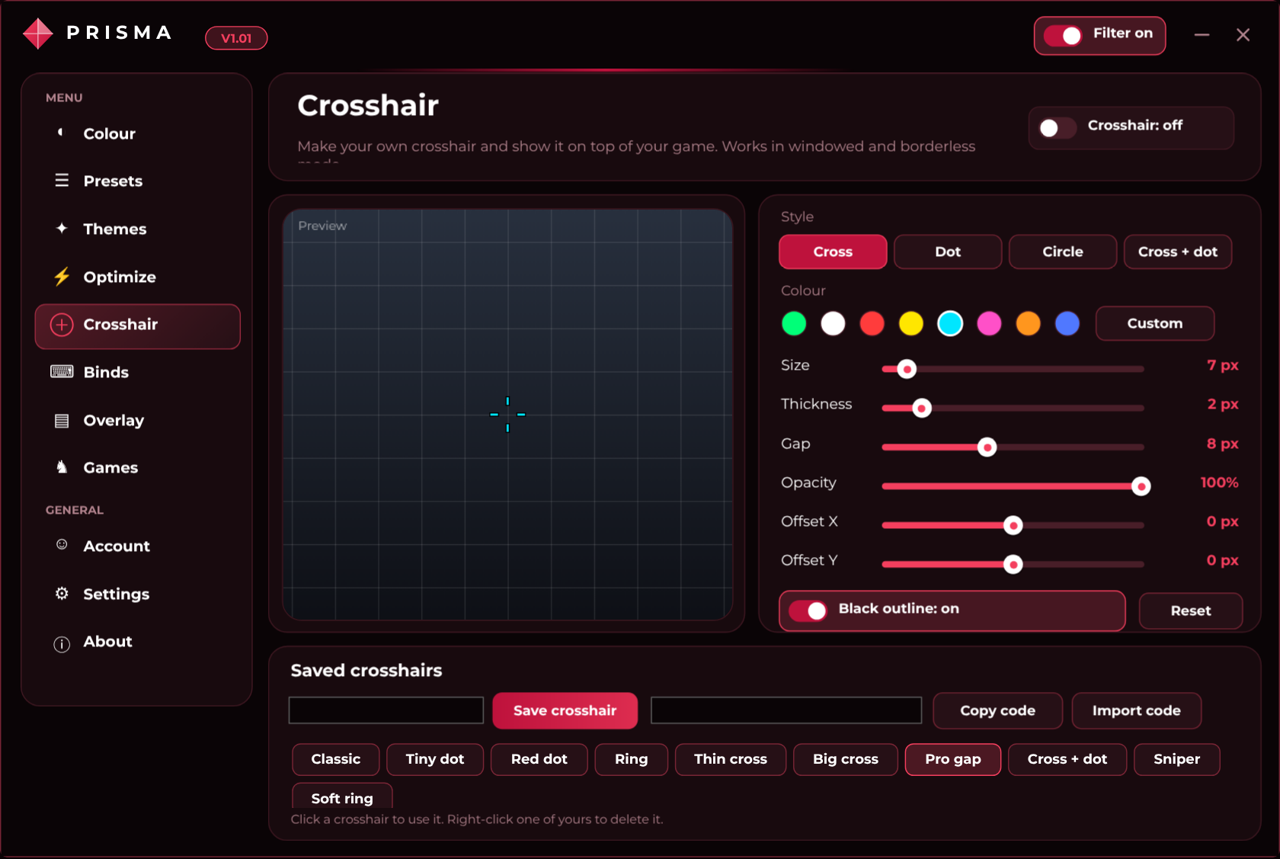 PRISMA
V1.01
Filter on
MENU
Colour
Presets
Themes
Optimize
Crosshair
Binds
Overlay
Games
GENERAL
Account
Settings
About
Crosshair
Make your own crosshair and show it on top of your game. Works in windowed and borderless
Crosshair: off
Preview
Style
Cross
Dot
Circle
Cross + dot
Colour
Custom
Size 7 px
Thickness 2 px
Gap 8 px
Opacity 100%
Offset X 0 px
Offset Y 0 px
Black outline: on
Reset
Saved crosshairs
Save crosshair
Copy code
Import code
Classic
Tiny dot
Red dot
Ring
Thin cross
Big cross
Pro gap
Cross + dot
Sniper
Soft ring
Click a crosshair to use it. Right-click one of yours to delete it.